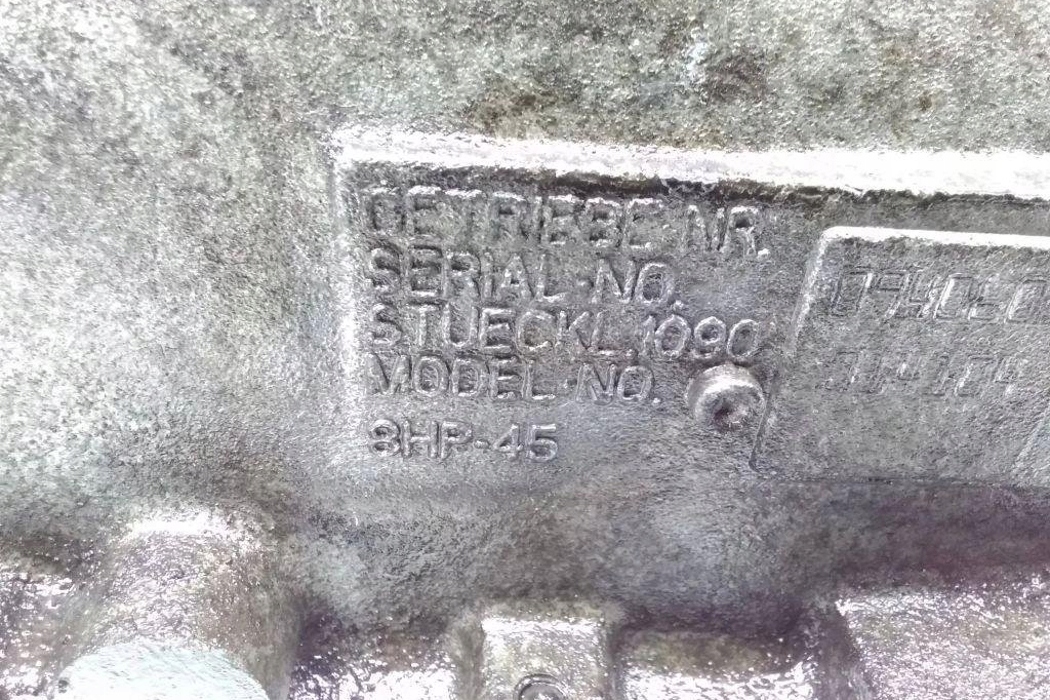 GETRIEBE-NR.
SERIAL-NO.
STUECKL.1090
MODEL-NO.
8HP-45